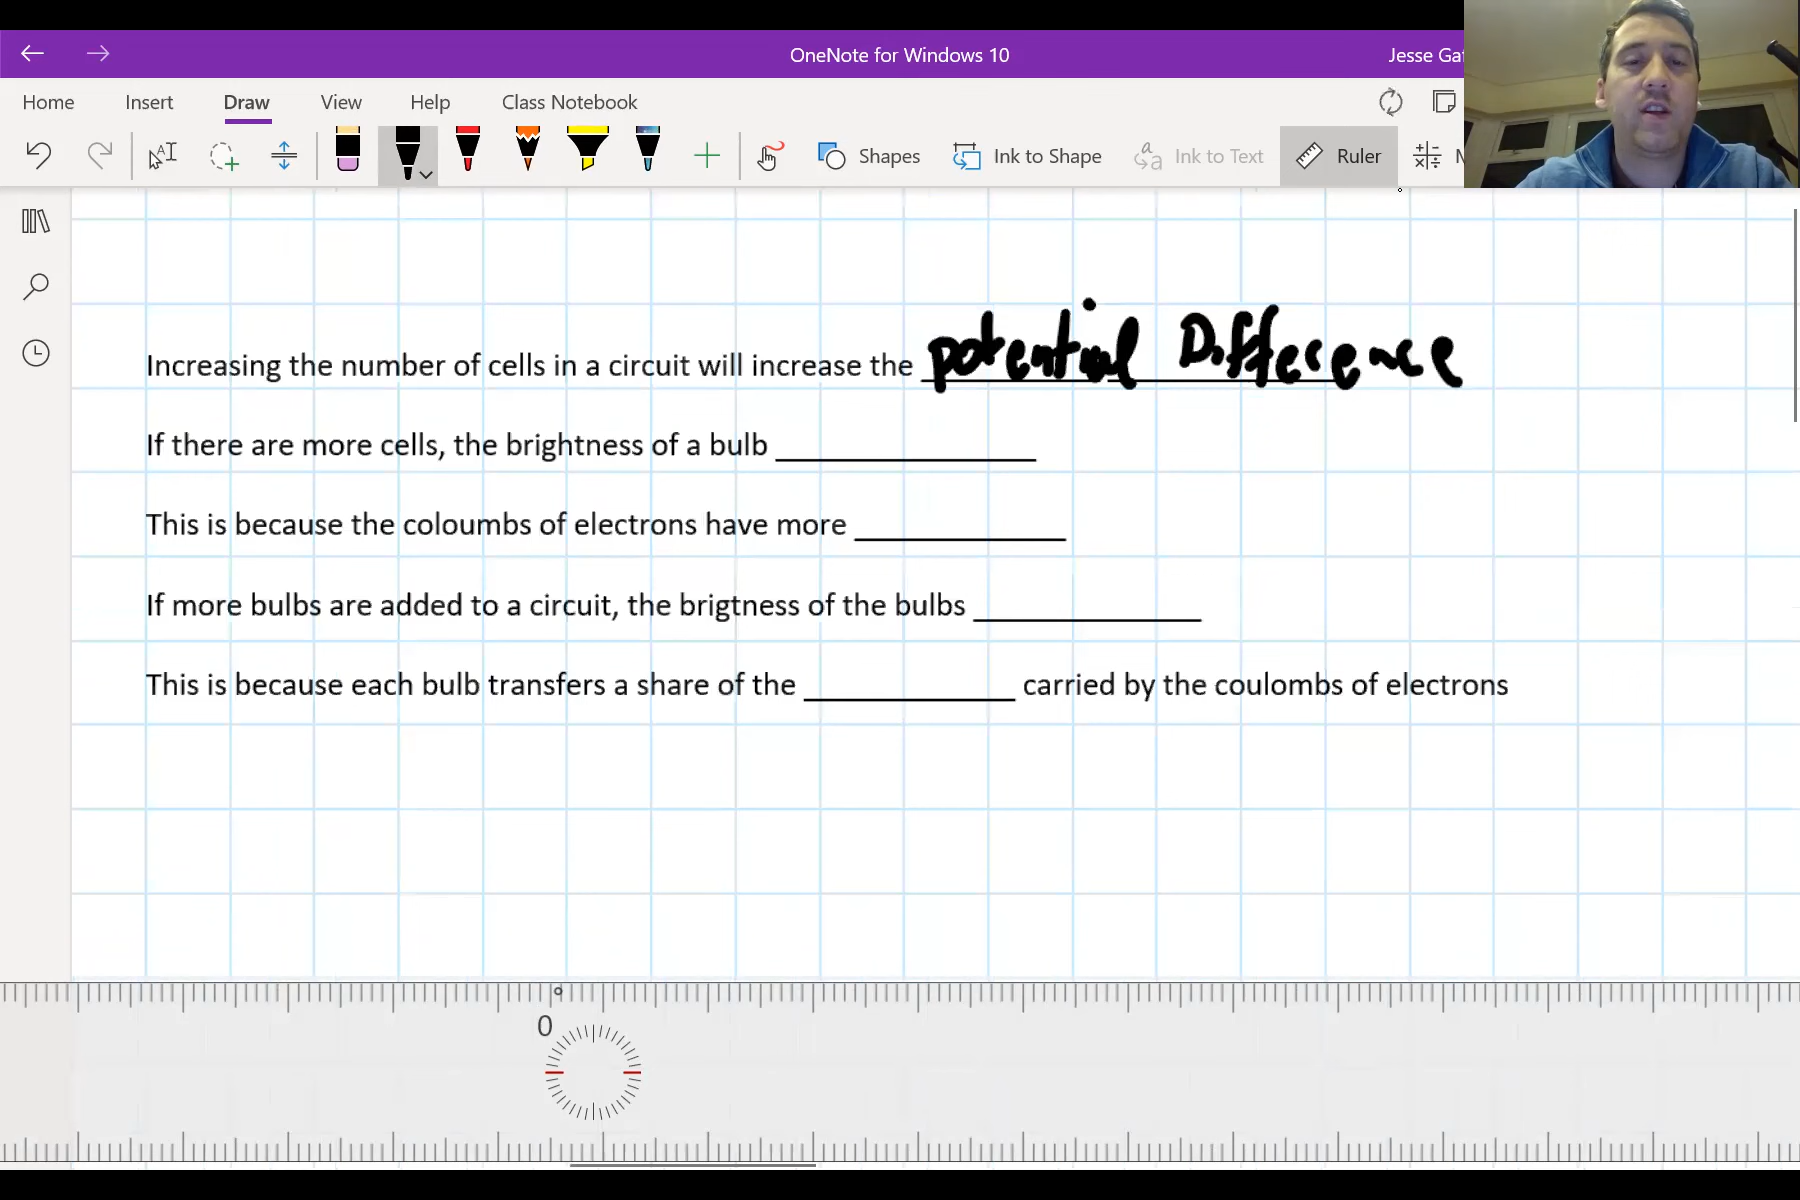 OneNote for Windows 10
Jesse Gat
Home Insert Draw View Help Class Notebook
Shapes Ink to Shape Ink to Text Ruler M
Increasing the number of cells in a circuit will increase the potential Difference
If there are more cells, the brightness of a bulb
This is because the coloumbs of electrons have more
If more bulbs are added to a circuit, the brigtness of the bulbs
This is because each bulb transfers a share of the carried by the coulombs of electrons
0